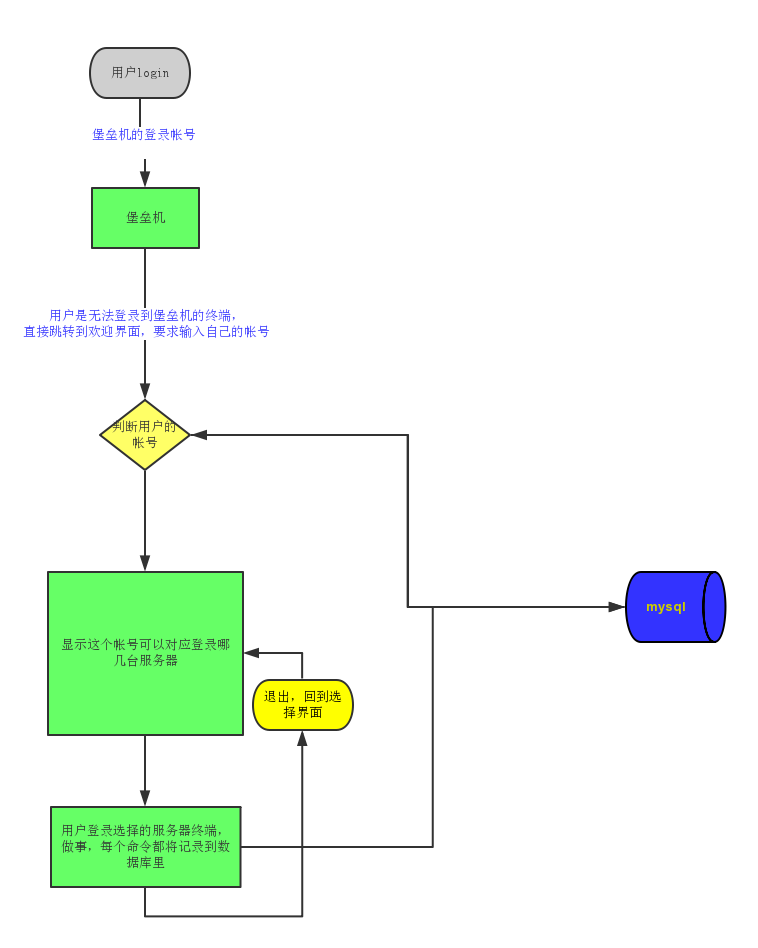 用户login
堡垒机的登录帐号
堡垒机
用户是无法登录到堡垒机的终端，
直接跳转到欢迎界面，要求输入自己的帐号
判断用户的
帐号
mysql
显示这个帐号可以对应登录哪
几台服务器
退出，回到选
择界面
用户登录选择的服务器终端，
做事，每个命令都将记录到数
据库里